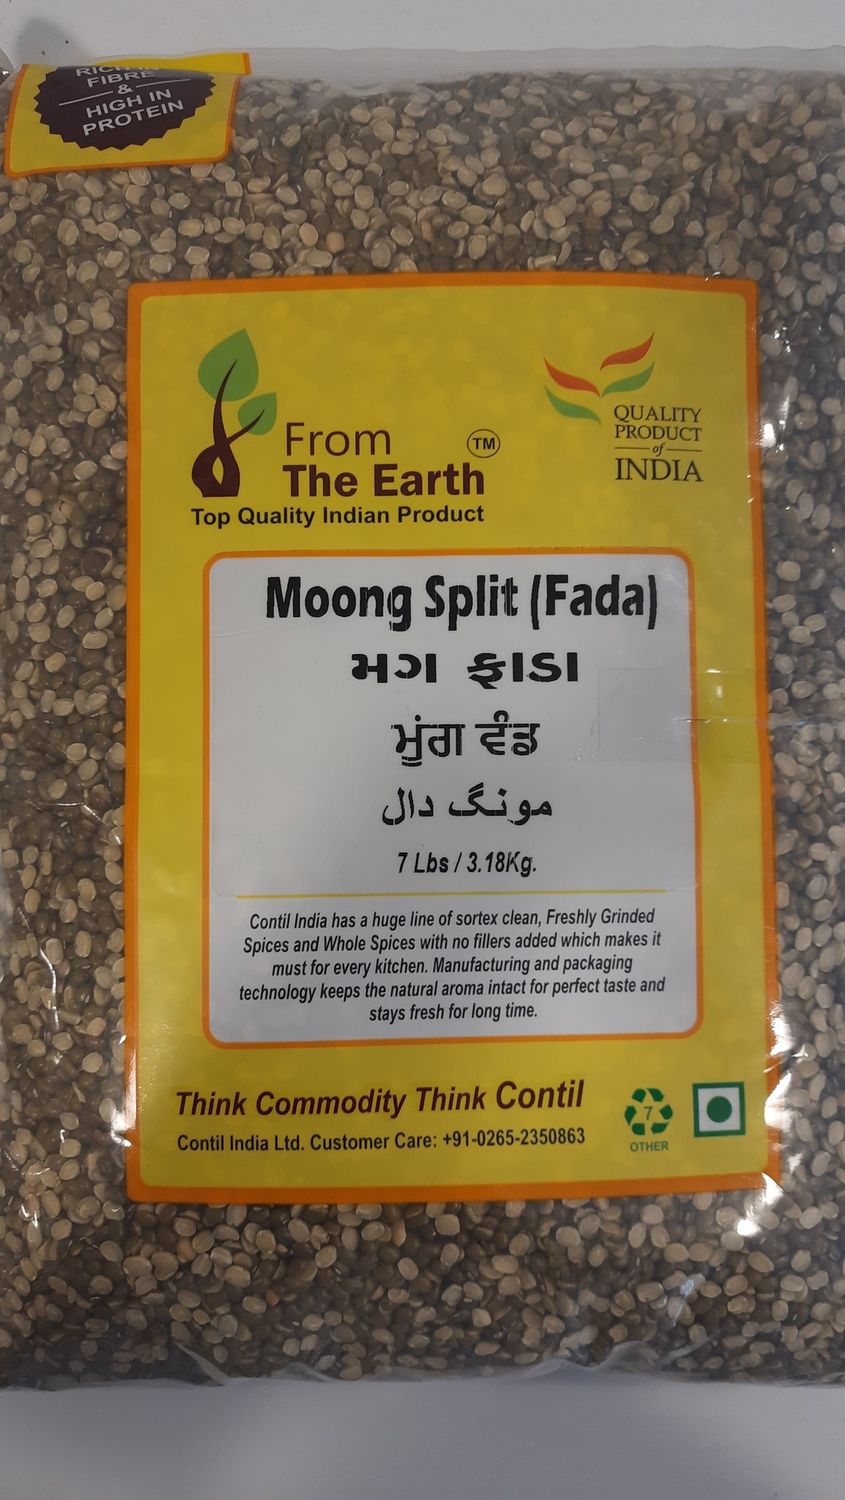 RICH IN
FIBRE
&
HIGH IN
PROTEIN
From
The Earth
TM
Top Quality Indian Product
QUALITY
PRODUCT
of
INDIA
Moong Split (Fada)
મગ ફાડા
ਮੂੰਗ ਵੰਡ
مونگ دال
7 Lbs / 3.18Kg.
Contil India has a huge line of sortex clean, Freshly Grinded
Spices and Whole Spices with no fillers added which makes it
must for every kitchen. Manufacturing and packaging
technology keeps the natural aroma intact for perfect taste and
stays fresh for long time.
Think Commodity Think Contil
Contil India Ltd. Customer Care: +91-0265-2350863
7
OTHER